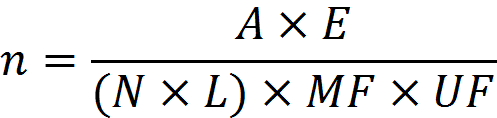 n = A × E / (N × L) × MF × UF